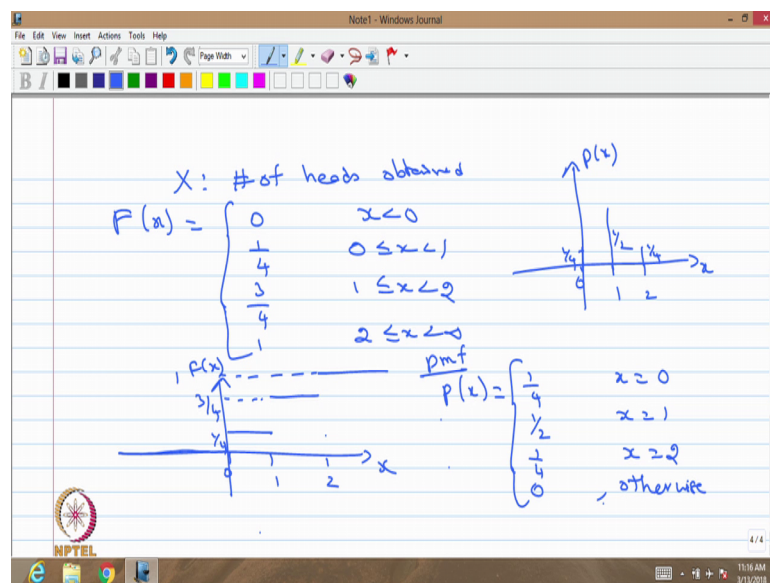 Note1 - Windows Journal
File Edit View Insert Actions Tools Help
Page Width
B I
X: # of heads obtained
F(x) = { 0 x<0
1/4 0 ≤ x < 1
3/4 1 ≤ x < 2
1 2 ≤ x < ∞
p(x)
1/4 1/2 1/4 x
0 1 2
F(x)
1
3/4
1/4
0 1 2 x
pmf
p(x) = { 1/4 x = 0
1/2 x = 1
1/4 x = 2
0 , otherwise
NPTEL
4/4
11:16 AM
3/13/2018